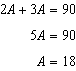 2A + 3A = 90
5A = 90
A = 18